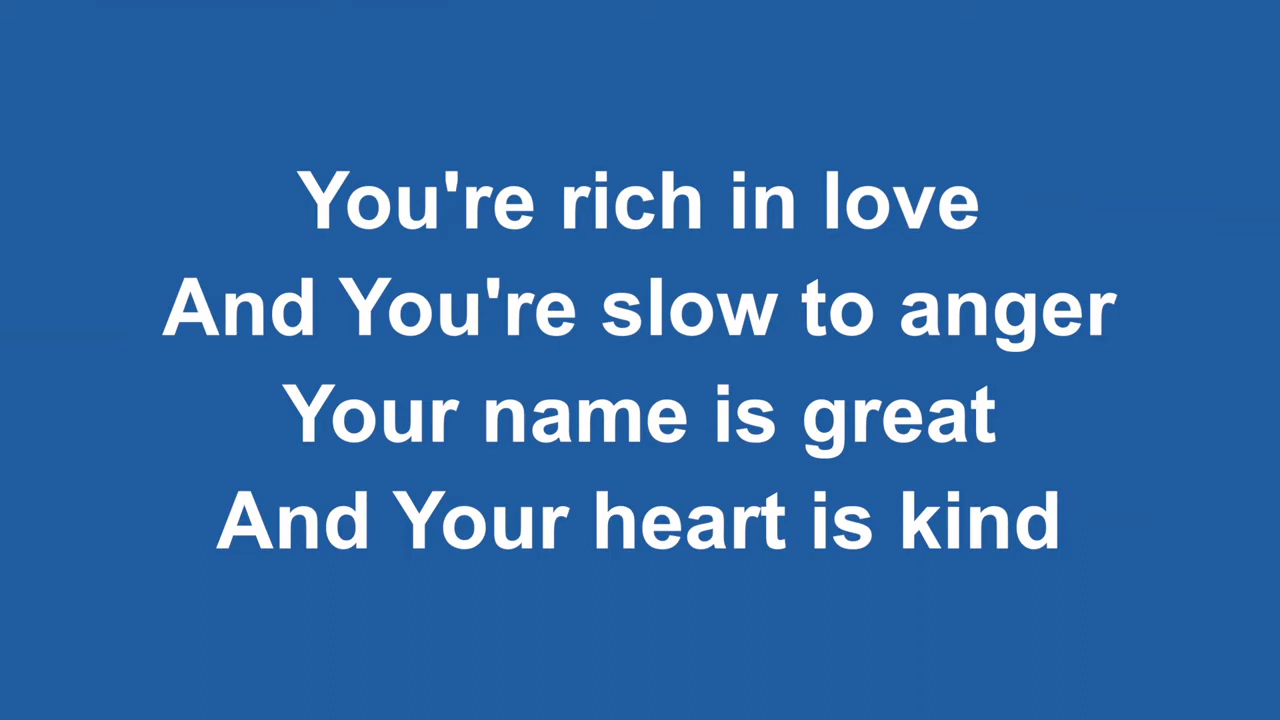 You're rich in love
And You're slow to anger
Your name is great
And Your heart is kind